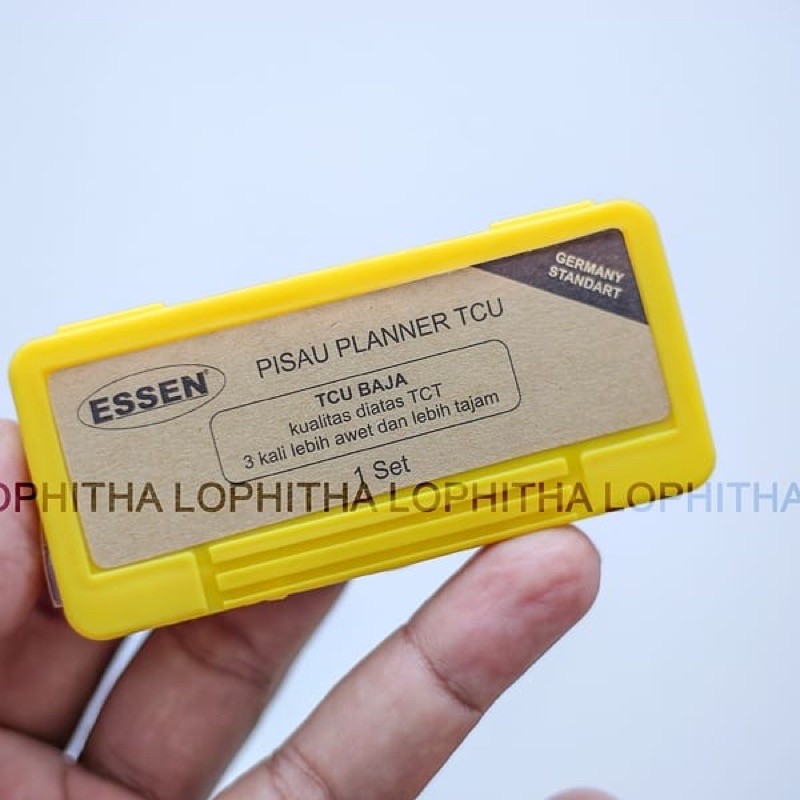 GERMANY
STANDART
PISAU PLANNER TCU
ESSEN
TCU BAJA
kualitas diatas TCT
3 kali lebih awet dan lebih tajam
1 Set
OPHITHA LOPHITHA LOPHITHA LOPHITHA